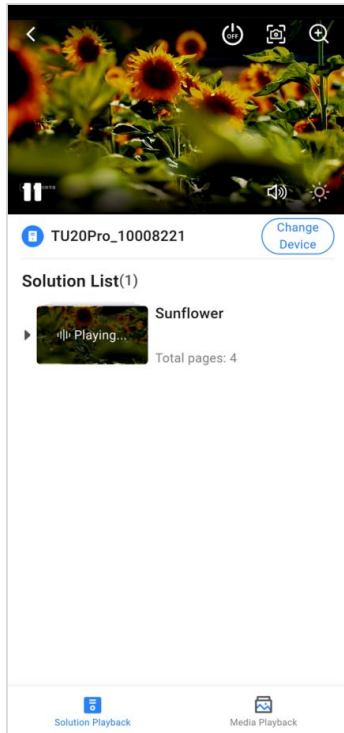 OFF
TU20Pro_10008221
Change
Device
Solution List(1)
Sunflower
Playing...
Total pages: 4
Solution Playback
Media Playback